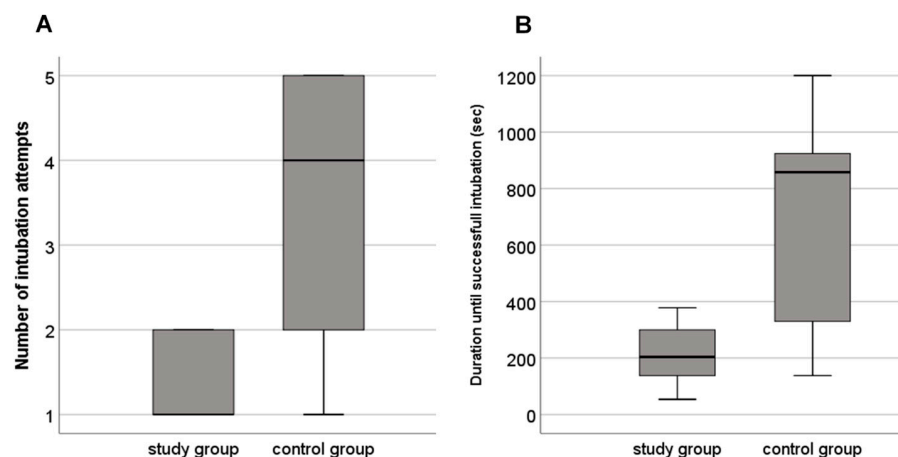 A
Number of intubation attempts
5
4
3
2
1
study group
control group
B
Duration until successfull intubation (sec)
1200
1000
800
600
400
200
0
study group
control group